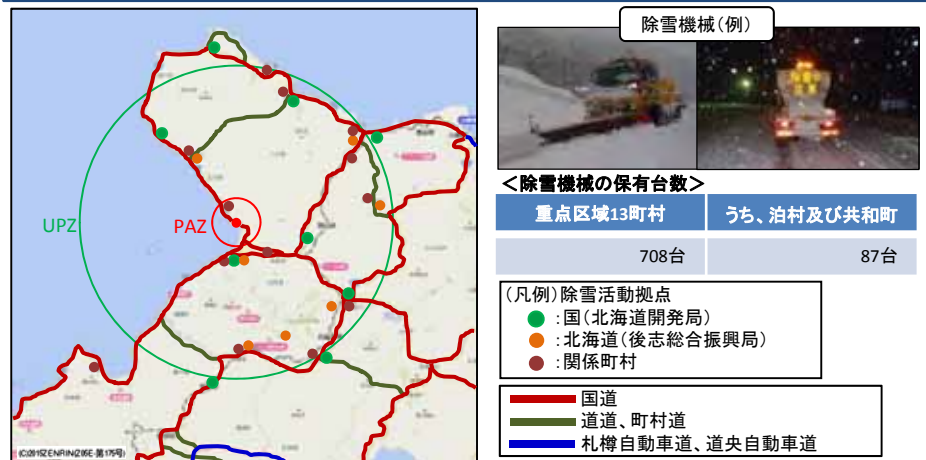 UPZ
PAZ
(C)2015ZENRIN(Z05E-第175号)
除雪機械(例)
＜除雪機械の保有台数＞
重点区域13町村
うち、泊村及び共和町
708台
87台
(凡例)除雪活動拠点
:国(北海道開発局)
:北海道(後志総合振興局)
:関係町村
国道
道道、町村道
札樽自動車道、道央自動車道